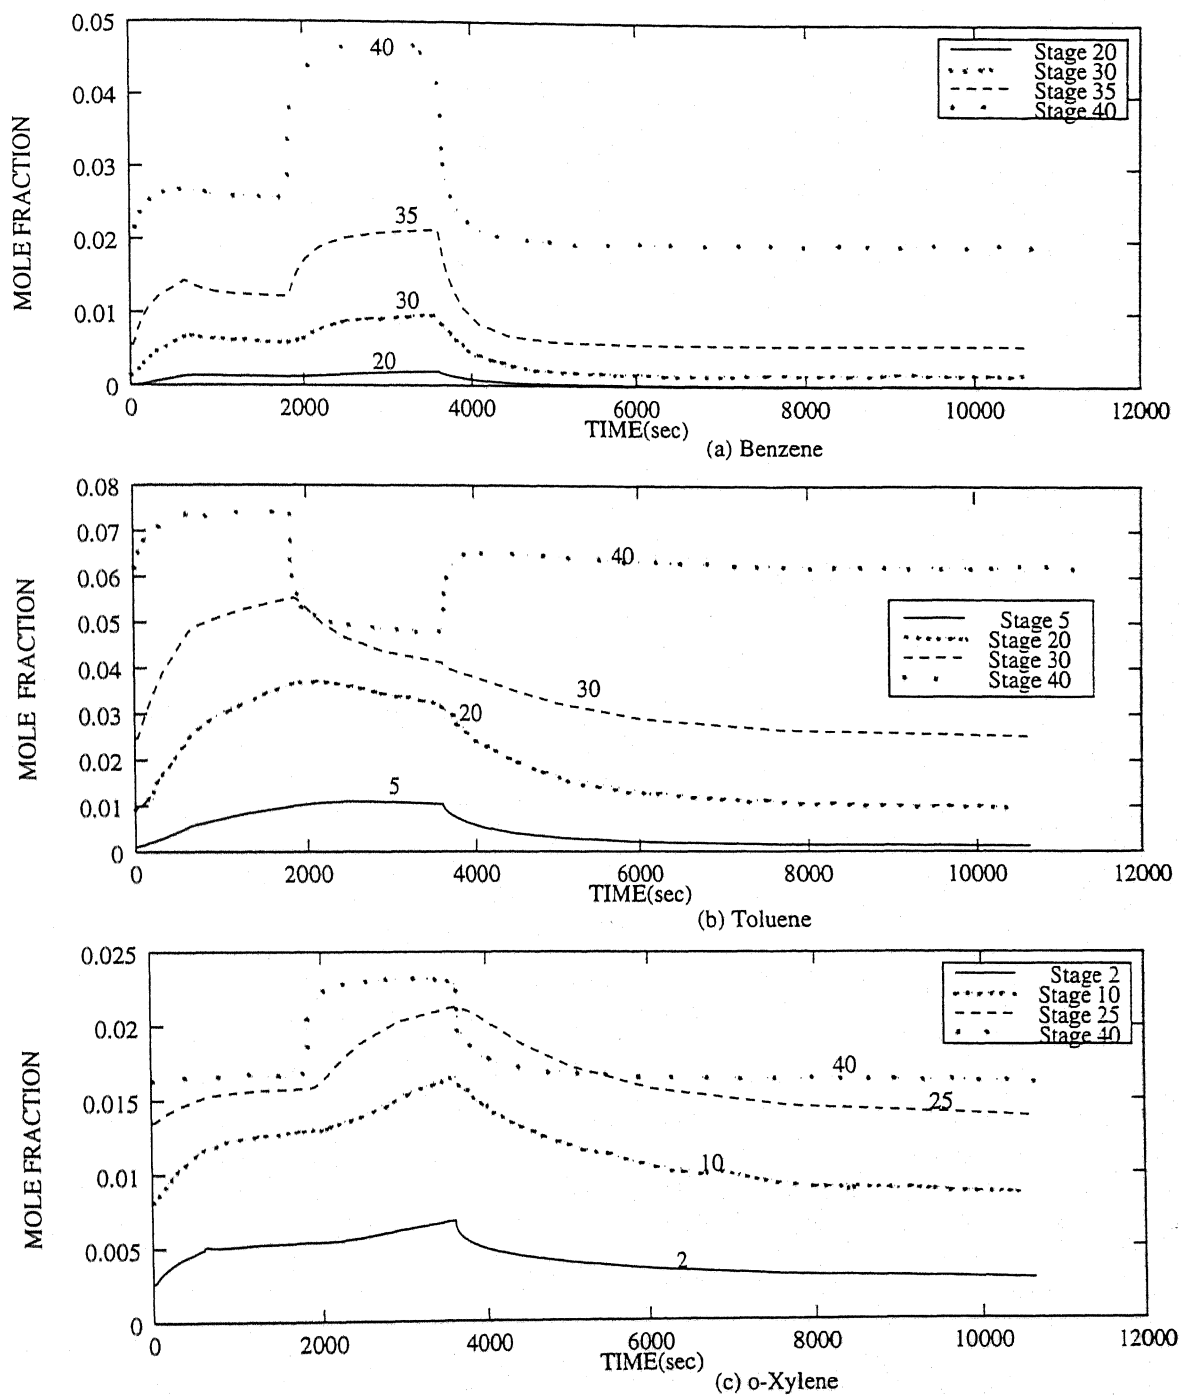 0.05
0.04
0.03
0.02
0.01
0
MOLE FRACTION
40
35
30
20
Stage 20
Stage 30
Stage 35
Stage 40
0 2000 4000 6000 8000 10000 12000
TIME(sec)
(a) Benzene
0.08
0.07
0.06
0.05
0.04
0.03
0.02
0.01
0
MOLE FRACTION
40
30
20
5
Stage 5
Stage 20
Stage 30
Stage 40
0 2000 4000 6000 8000 10000 12000
TIME(sec)
(b) Toluene
0.025
0.02
0.015
0.01
0.005
0
MOLE FRACTION
Stage 2
Stage 10
Stage 25
Stage 40
40
25
10
2
0 2000 4000 6000 8000 10000 12000
TIME(sec)
(c) o-Xylene